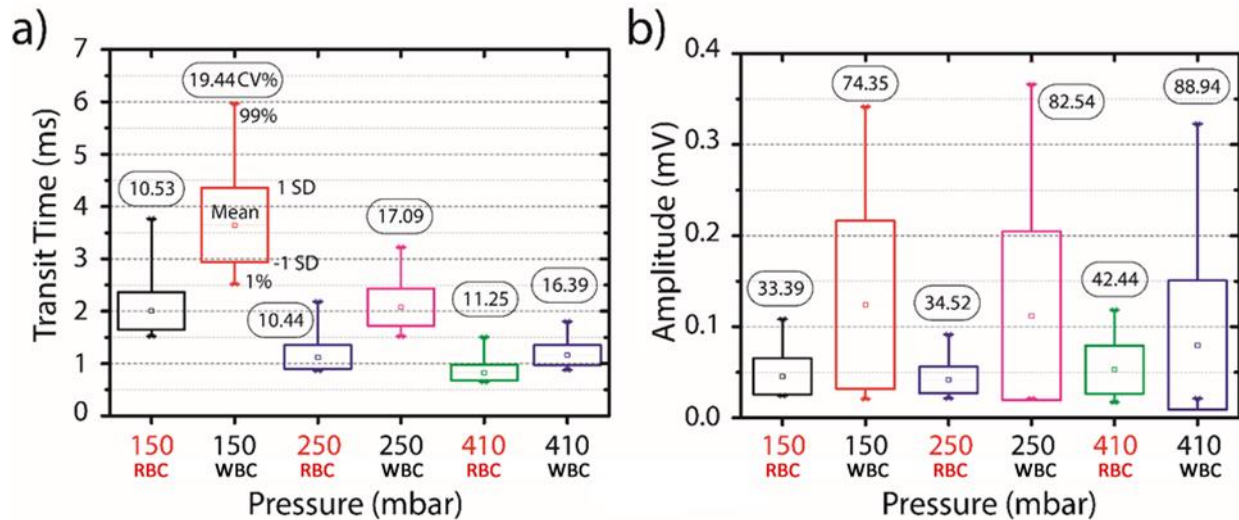 a)
Transit Time (ms)
7
6
5
4
3
2
1
0
19.44 CV%
99%
10.53
1 SD
Mean
-1 SD
1%
17.09
10.44
11.25
16.39
150 150 250 250 410 410
RBC WBC RBC WBC RBC WBC
Pressure (mbar)
b)
Amplitude (mV)
0.4
0.3
0.2
0.1
0.0
74.35
82.54
88.94
33.39
34.52
42.44
150 150 250 250 410 410
RBC WBC RBC WBC RBC WBC
Pressure (mbar)